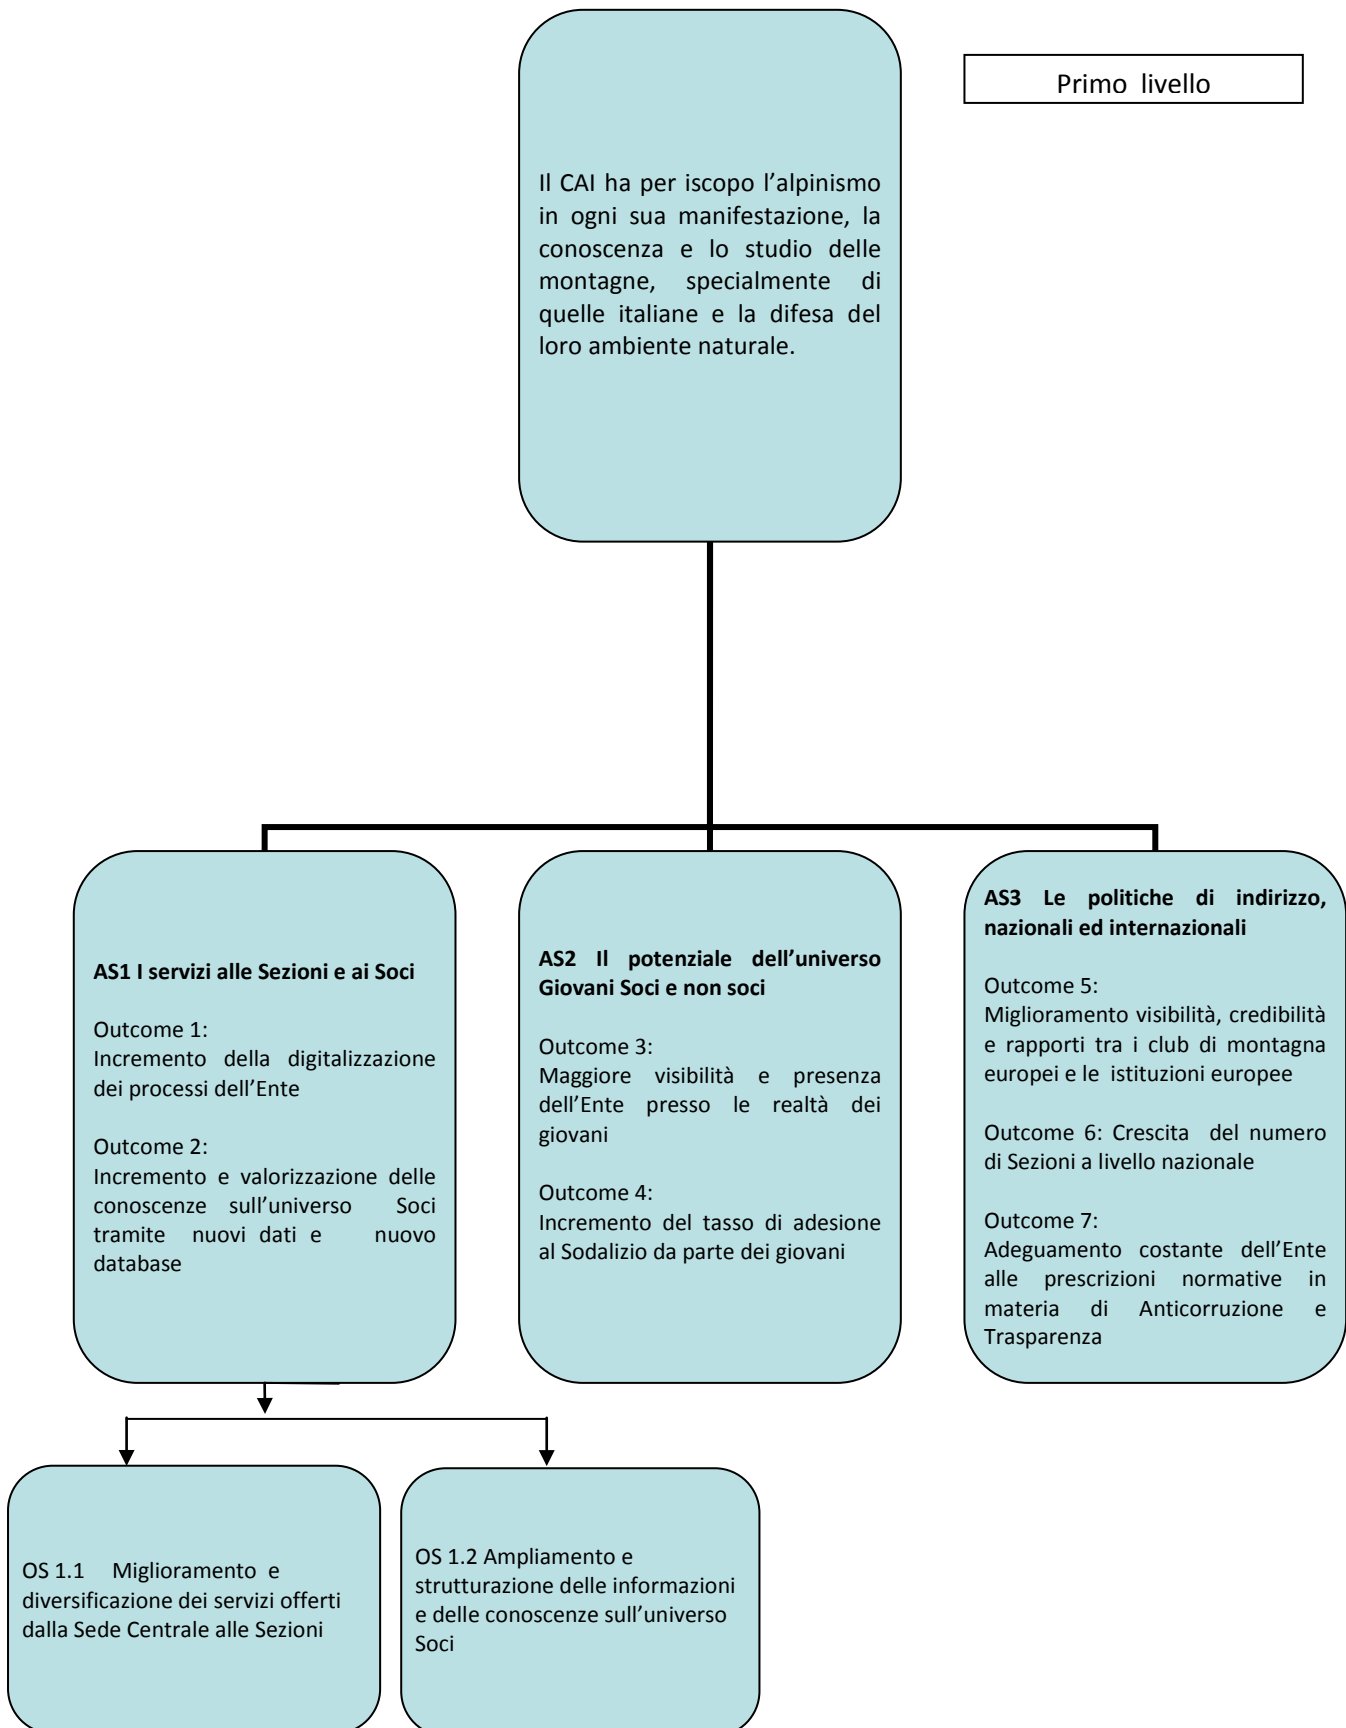 Primo livello
Il CAI ha per iscopo l’alpinismo
in ogni sua manifestazione, la
conoscenza e lo studio delle
montagne, specialmente di
quelle italiane e la difesa del
loro ambiente naturale.
AS1 I servizi alle Sezioni e ai Soci
Outcome 1:
Incremento della digitalizzazione
dei processi dell’Ente
Outcome 2:
Incremento e valorizzazione delle
conoscenze sull’universo Soci
tramite nuovi dati e nuovo
database
AS2 Il potenziale dell’universo
Giovani Soci e non soci
Outcome 3:
Maggiore visibilità e presenza
dell’Ente presso le realtà dei
giovani
Outcome 4:
Incremento del tasso di adesione
al Sodalizio da parte dei giovani
AS3 Le politiche di indirizzo,
nazionali ed internazionali
Outcome 5:
Miglioramento visibilità, credibilità
e rapporti tra i club di montagna
europei e le istituzioni europee
Outcome 6: Crescita del numero
di Sezioni a livello nazionale
Outcome 7:
Adeguamento costante dell’Ente
alle prescrizioni normative in
materia di Anticorruzione e
Trasparenza
OS 1.1 Miglioramento e
diversificazione dei servizi offerti
dalla Sede Centrale alle Sezioni
OS 1.2 Ampliamento e
strutturazione delle informazioni
e delle conoscenze sull’universo
Soci